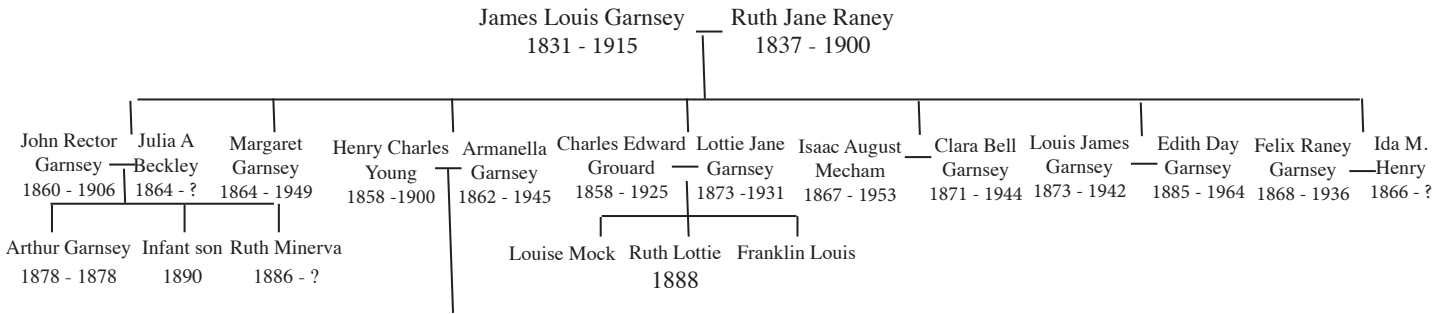 James Louis Garnsey
1831 - 1915
Ruth Jane Raney
1837 - 1900
John Rector
Garnsey
1860 - 1906
Julia A
Beckley
1864 - ?
Margaret
Garnsey
1864 - 1949
Henry Charles
Young
1858 -1900
Armanella
Garnsey
1862 - 1945
Charles Edward
Grouard
1858 - 1925
Lottie Jane
Garnsey
1873 -1931
Isaac August
Mecham
1867 - 1953
Clara Bell
Garnsey
1871 - 1944
Louis James
Garnsey
1873 - 1942
Edith Day
Garnsey
1885 - 1964
Felix Raney
Garnsey
1868 - 1936
Ida M.
Henry
1866 - ?
Arthur Garnsey
1878 - 1878
Infant son
1890
Ruth Minerva
1886 - ?
Louise Mock
Ruth Lottie
1888
Franklin Louis